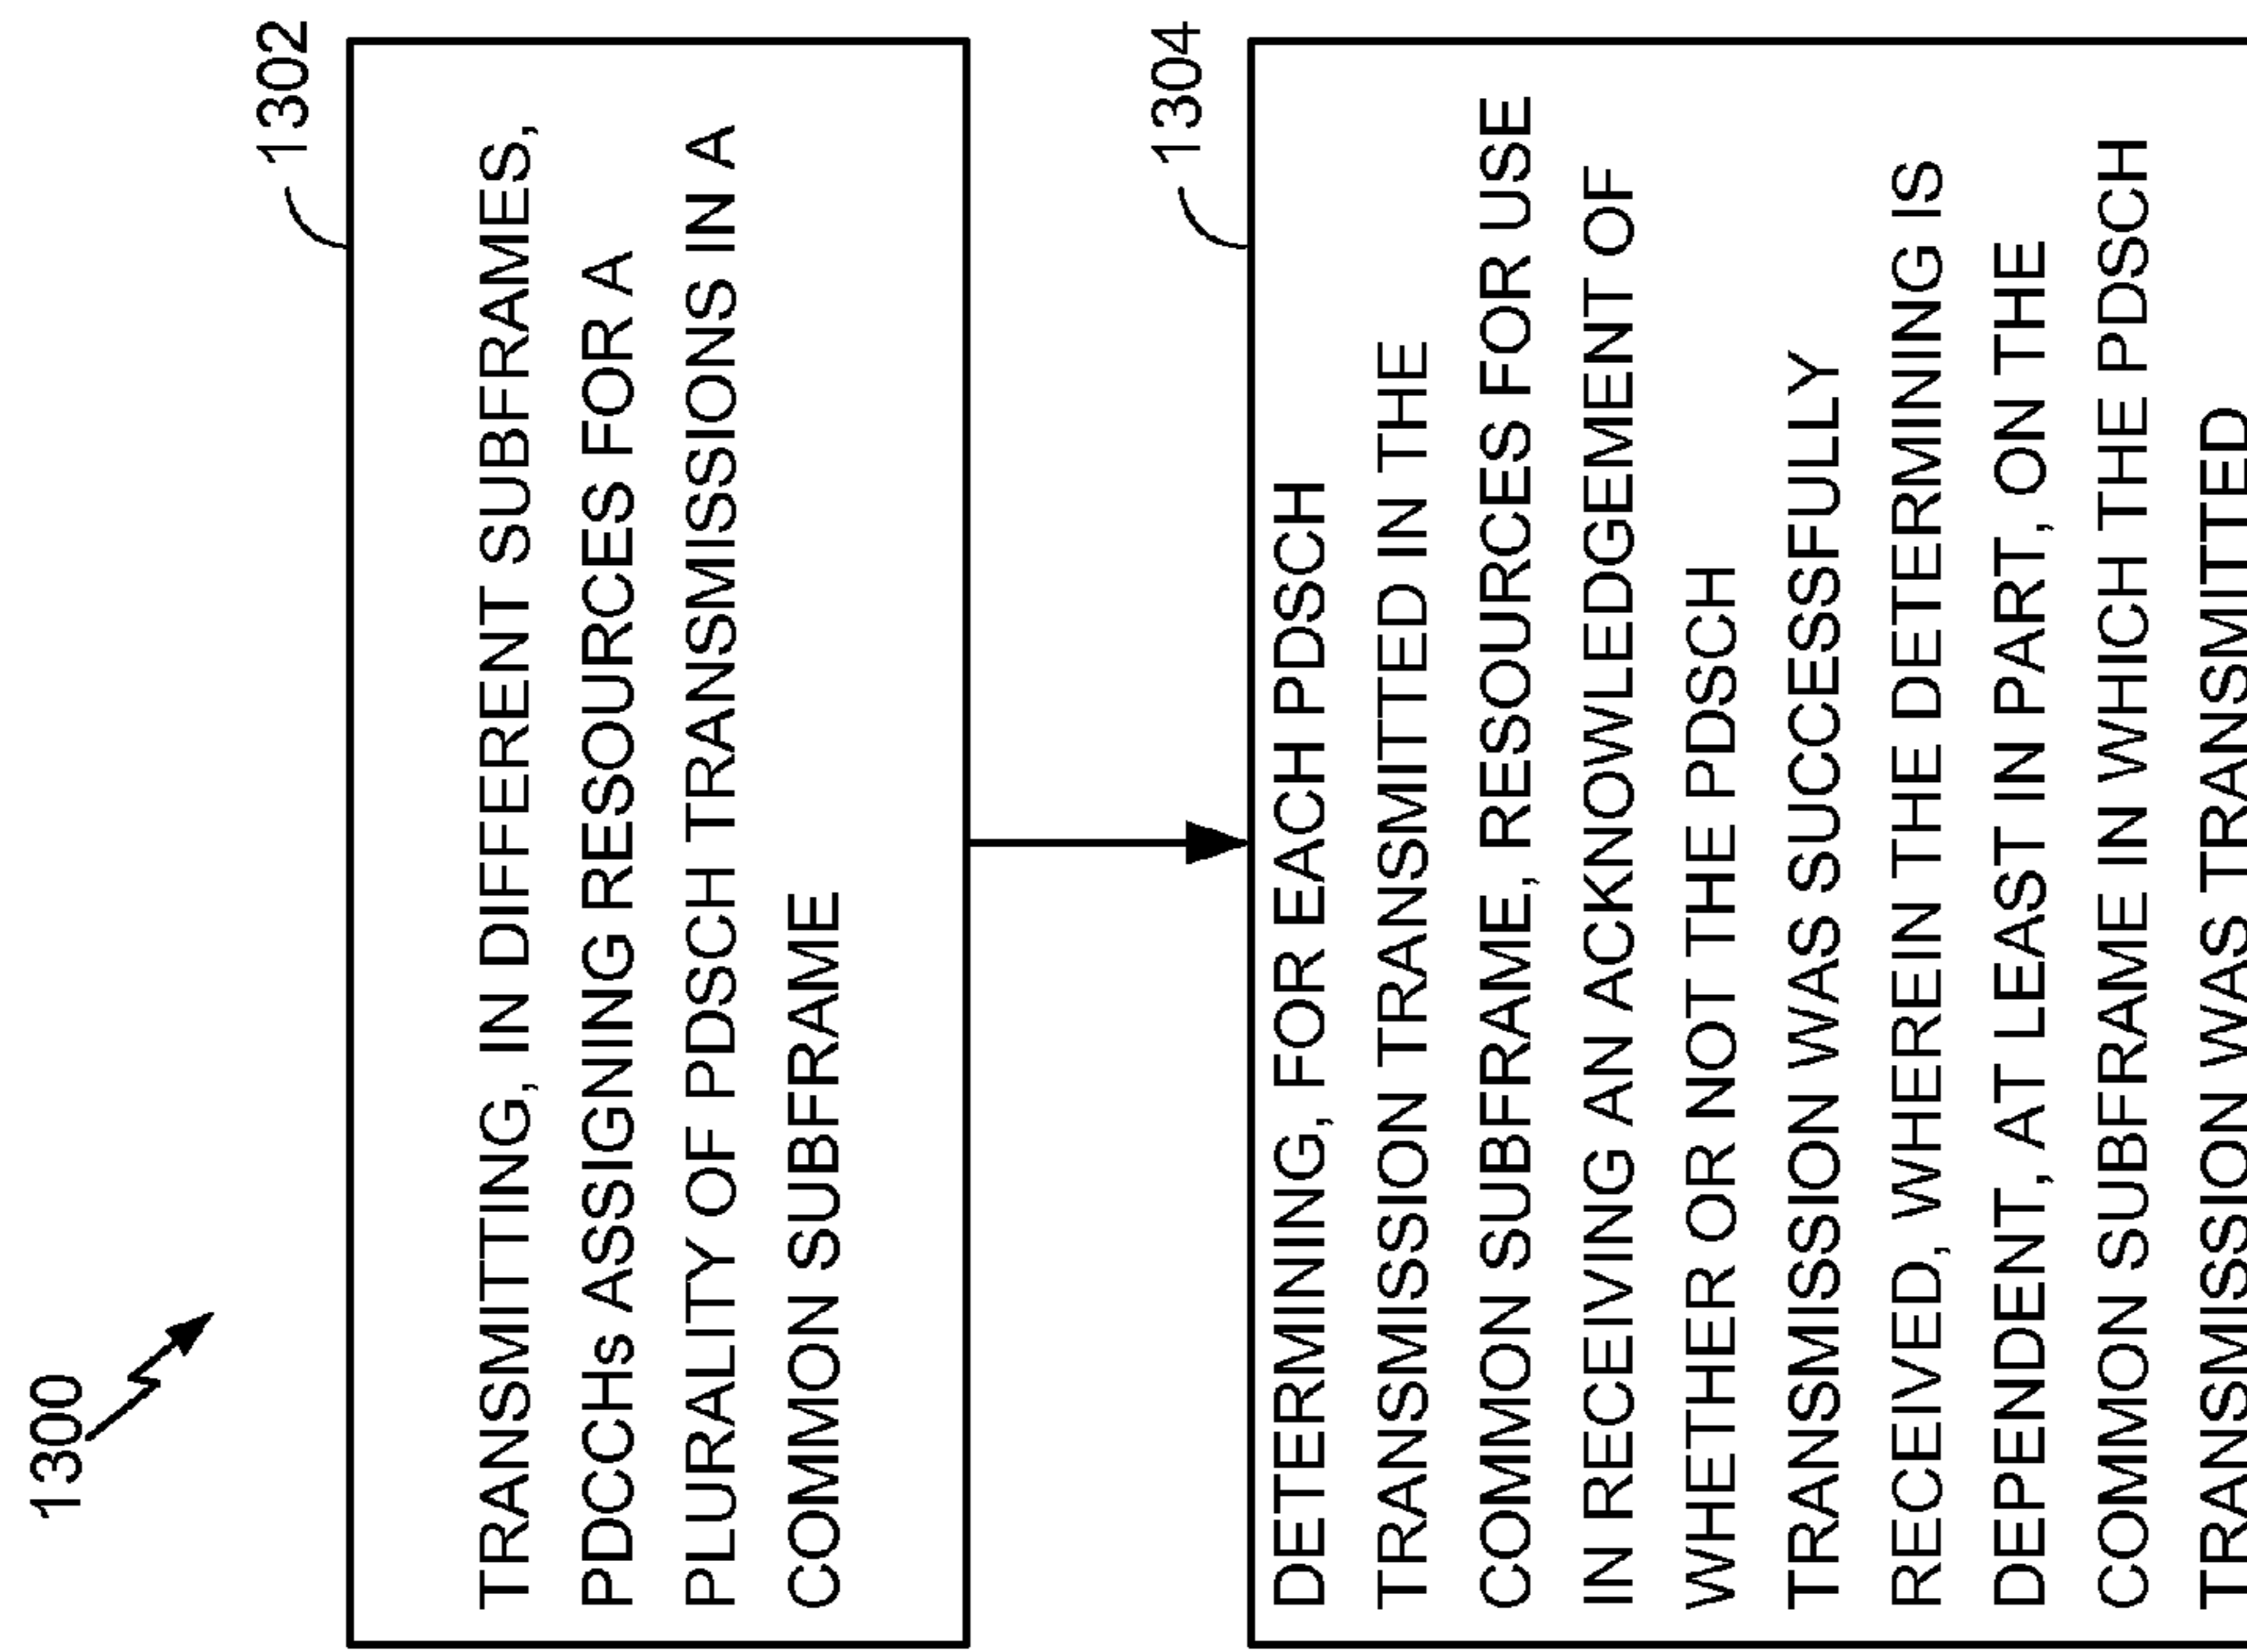 1300
1302
TRANSMITTING, IN DIFFERENT SUBFRAMES,
PDCCHs ASSIGNING RESOURCES FOR A
PLURALITY OF PDSCH TRANSMISSIONS IN A
COMMON SUBFRAME
1304
DETERMINING, FOR EACH PDSCH
TRANSMISSION TRANSMITTED IN THE
COMMON SUBFRAME, RESOURCES FOR USE
IN RECEIVING AN ACKNOWLEDGEMENT OF
WHETHER OR NOT THE PDSCH
TRANSMISSION WAS SUCCESSFULLY
RECEIVED, WHEREIN THE DETERMINING IS
DEPENDENT, AT LEAST IN PART, ON THE
COMMON SUBFRAME IN WHICH THE PDSCH
TRANSMISSION WAS TRANSMITTED